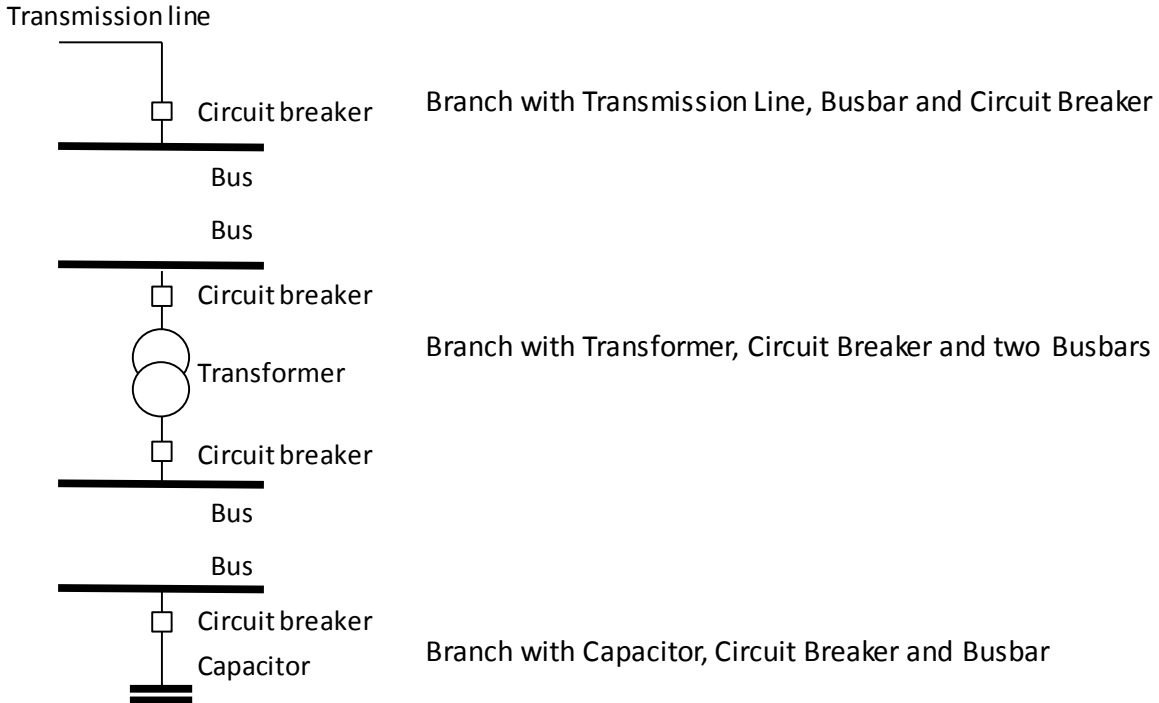 Transmission line
Circuit breaker
Branch with Transmission Line, Busbar and Circuit Breaker
Bus
Bus
Circuit breaker
Branch with Transformer, Circuit Breaker and two Busbars
Transformer
Circuit breaker
Bus
Bus
Circuit breaker
Branch with Capacitor, Circuit Breaker and Busbar
Capacitor